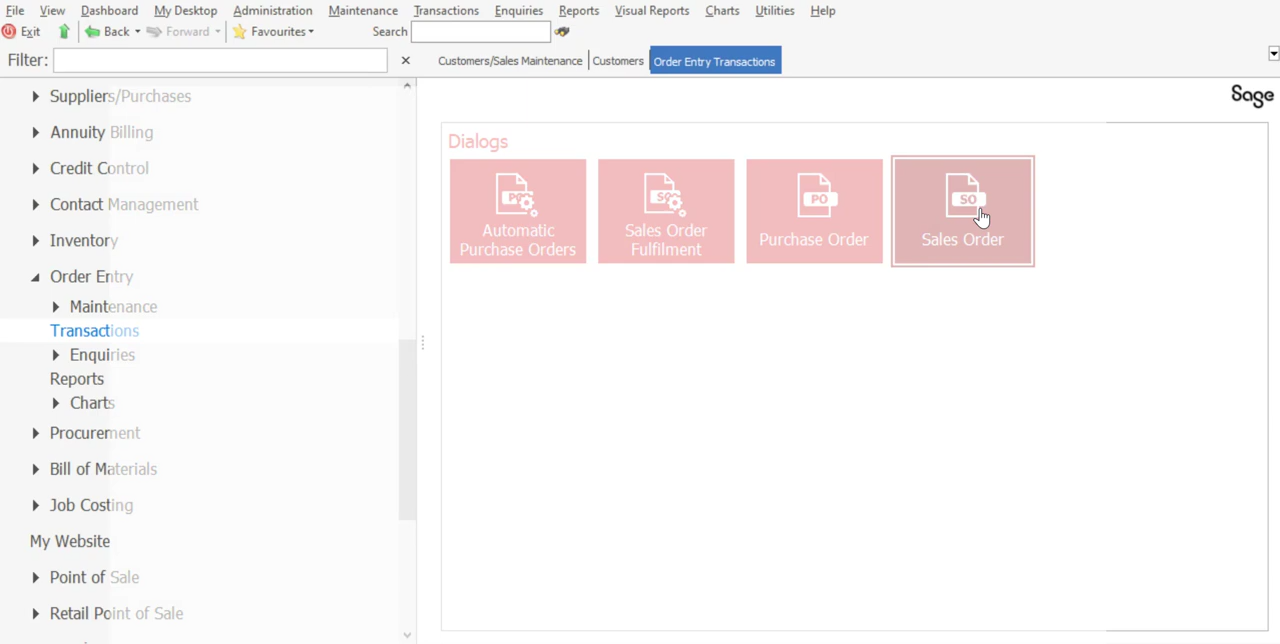 File View Dashboard My Desktop Administration Maintenance Transactions Enquiries Reports Visual Reports Charts Utilities Help
Exit Back Forward Favourites Search
Filter: Customers/Sales Maintenance Customers Order Entry Transactions
Sage
Suppliers/Purchases
Annuity Billing
Credit Control
Contact Management
Inventory
Order Entry
Maintenance
Transactions
Enquiries
Reports
Charts
Procurement
Bill of Materials
Job Costing
My Website
Point of Sale
Retail Point of Sale
Dialogs
PO
Automatic
Purchase Orders
SO
Sales Order
Fulfilment
PO
Purchase Order
SO
Sales Order